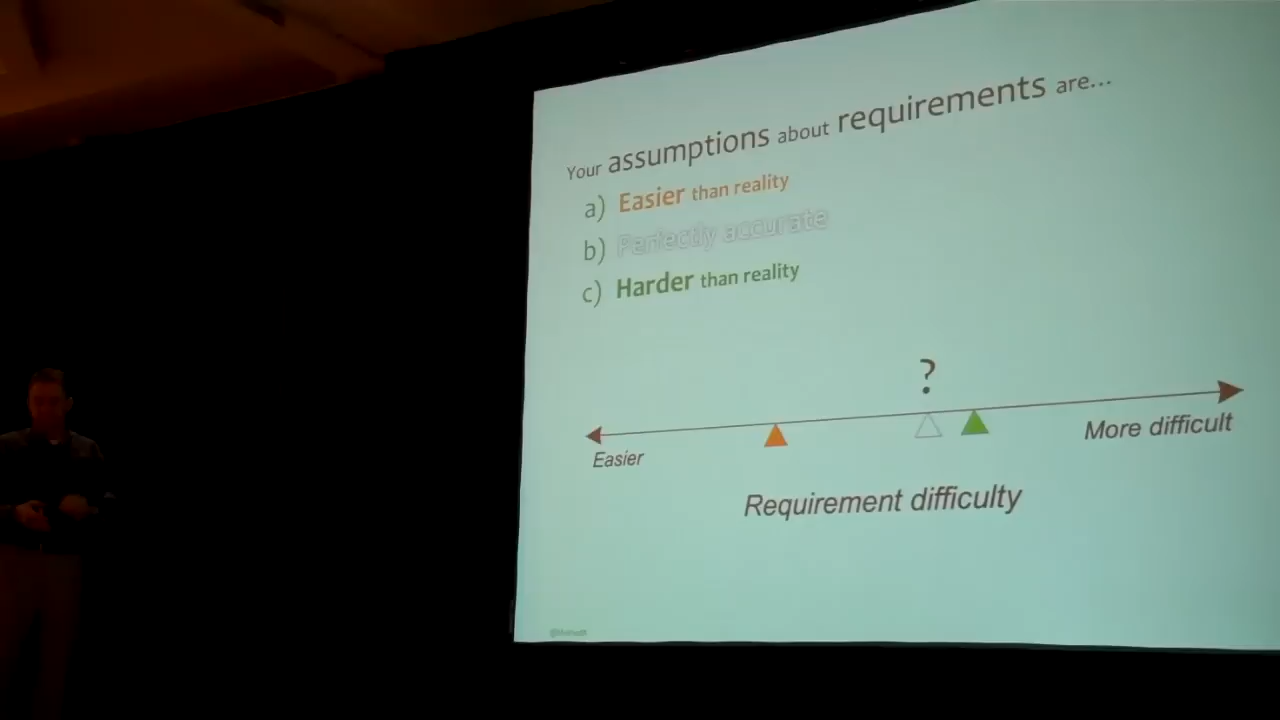 Your assumptions about requirements are...
a) Easier than reality
b) Perfectly accurate
c) Harder than reality
?
Easier
More difficult
Requirement difficulty